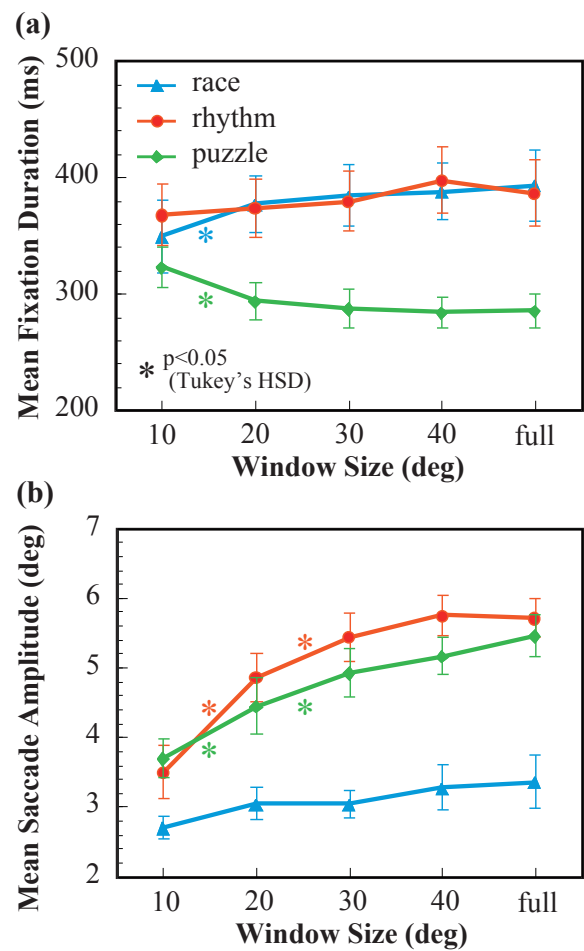 (a)
Mean Fixation Duration (ms)
500
400
300
200
race
rhythm
puzzle
*
*
* p<0.05
(Tukey's HSD)
10 20 30 40 full
Window Size (deg)
(b)
Mean Saccade Amplitude (deg)
7
6
5
4
3
2
*
*
*
*
10 20 30 40 full
Window Size (deg)